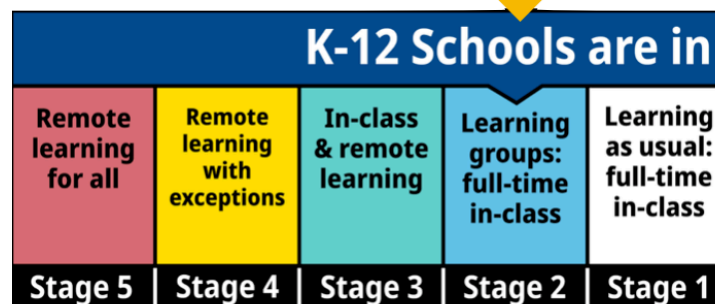 K-12 Schools are in
Remote
learning
for all
Remote
learning
with
exceptions
In-class
& remote
learning
Learning
groups:
full-time
in-class
Learning
as usual:
full-time
in-class
Stage 5
Stage 4
Stage 3
Stage 2
Stage 1